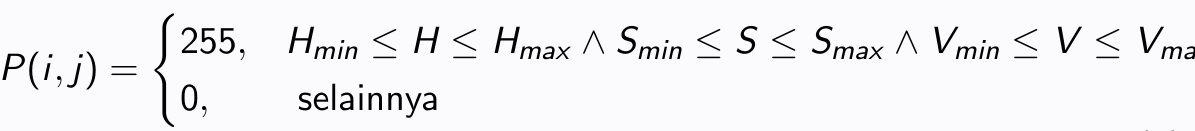 P(i, j) = { 255, H_min ≤ H ≤ H_max ∧ S_min ≤ S ≤ S_max ∧ V_min ≤ V ≤ V_ma
0, selainnya